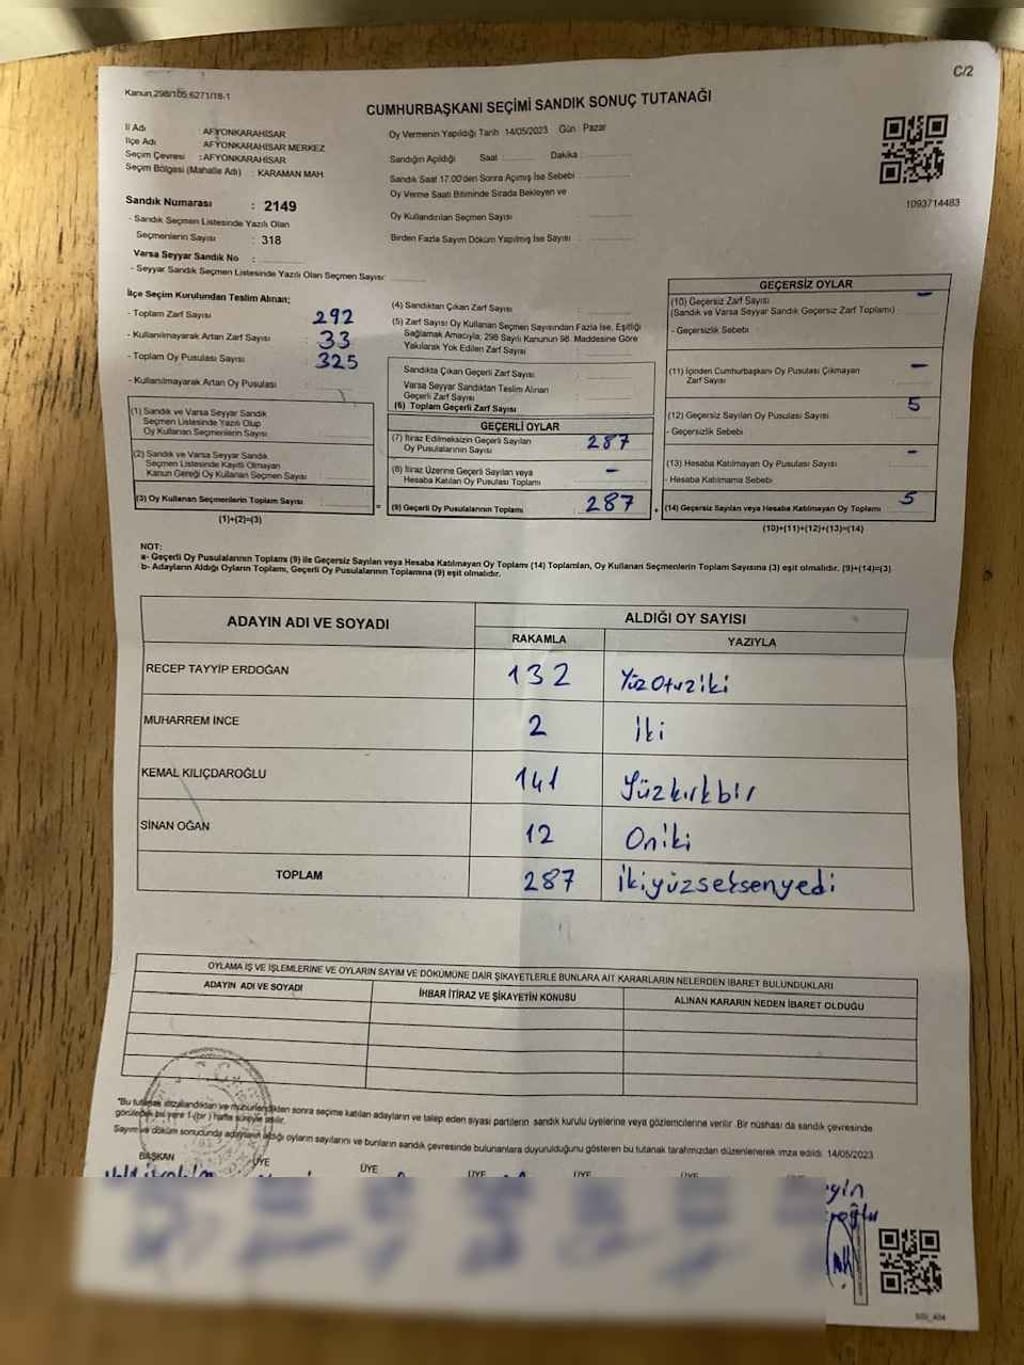 C/2
Kanun,298/105;6271/18-1
CUMHURBAŞKANI SEÇİMİ SANDIK SONUÇ TUTANAĞI
İl Adı : AFYONKARAHİSAR
İlçe Adı AFYONKARAHİSAR MERKEZ
Seçim Çevresi : AFYONKARAHİSAR
Seçim Bölgesi (Mahalle Adı) : KARAMAN MAH.
Sandık Numarası : 2149
- Sandık Seçmen Listesinde Yazılı Olan
Seçmenlerin Sayısı : 318
Varsa Seyyar Sandık No :
- Seyyar Sandık Seçmen Listesinde Yazılı Olan Seçmen Sayısı:
Oy Vermenin Yapıldığı Tarih 14/05/2023 Gün : Pazar
Sandığın Açıldığı Saat Dakika
Sandık Saat 17.00'den Sonra Açımış İse Sebebi
Oy Verme Saati Bitiminde Sırada Bekleyen ve
Oy Kullandırılan Seçmen Sayısı
Birden Fazla Sayım Döküm Yapılmış İse Sayısı
1093714483
İlçe Seçim Kurulundan Teslim Alınan;
- Toplam Zarf Sayısı : 292
- Kullanılmayarak Artan Zarf Sayısı : 33
- Toplam Oy Pusulası Sayısı : 325
- Kullanılmayarak Artan Oy Pusulası
(1) Sandık ve Varsa Seyyar Sandık
Seçmen Listesinde Yazılı Olup
Oy Kullanan Seçmenlerin Sayısı
(2) Sandık ve Varsa Seyyar Sandık
Seçmen Listesinde Kayıtlı Olmayan
Kanun Gereği Oy Kullanan Seçmen Sayısı
(3) Oy Kullanan Seçmenlerin Toplam Sayısı
(1)+(2)=(3)
=
(4) Sandıktan Çıkan Zarf Sayısı
(5) Zarf Sayısı Oy Kullanan Seçmen Sayısından Fazla İse, Eşitliği
Sağlamak Amacıyla, 298 Sayılı Kanunun 98. Maddesine Göre
Yakılarak Yok Edilen Zarf Sayısı
Sandıkta Çıkan Geçerli Zarf Sayısı
Varsa Seyyar Sandıktan Teslim Alınan
Geçerli Zarf Sayısı
(6) Toplam Geçerli Zarf Sayısı
GEÇERLİ OYLAR
(7) İtiraz Edilmeksizin Geçerli Sayılan
Oy Pusulalarının Sayısı 287
(8) İtiraz Üzerine Geçerli Sayılan veya
Hesaba Katılan Oy Pusulası Toplamı -
(9) Geçerli Oy Pusulalarının Toplamı 287
+
GEÇERSİZ OYLAR
(10) Geçersiz Zarf Sayısı -
(Sandık ve Varsa Seyyar Sandık Geçersiz Zarf Toplamı)
- Geçersizlik Sebebi
(11) İçinden Cumhurbaşkanı Oy Pusulası Çıkmayan -
Zarf Sayısı
(12) Geçersiz Sayılan Oy Pusulası Sayısı 5
- Geçersizlik Sebebi
(13) Hesaba Katılmayan Oy Pusulası Sayısı -
- Hesaba Katılmama Sebebi
(14) Geçersiz Sayılan veya Hesaba Katılmayan Oy Toplamı 5
(10)+(11)+(12)+(13)=(14)
NOT:
a- Geçerli Oy Pusulalarının Toplamı (9) ile Geçersiz Sayılan veya Hesaba Katılmayan Oy Toplamı (14) Toplamları, Oy Kullanan Seçmenlerin Toplam Sayısına (3) eşit olmalıdır. (9)+(14)=(3)
b- Adayların Aldığı Oyların Toplamı, Geçerli Oy Pusulalarının Toplamına (9) eşit olmalıdır.
ADAYIN ADI VE SOYADI ALDIĞI OY SAYISI
RAKAMLA YAZIYLA
RECEP TAYYİP ERDOĞAN 132 Yüzotuziki
MUHARREM İNCE 2 İki
KEMAL KILIÇDAROĞLU 141 Yüzkırkbir
SİNAN OĞAN 12 Oniki
TOPLAM 287 İkiyüzseksenyedi
OYLAMA İŞ VE İŞLEMLERİNE VE OYLARIN SAYIM VE DÖKÜMÜNE DAİR ŞİKAYETLERLE BUNLARA AİT KARARLARIN NELERDEN İBARET BULUNDUKLARI
ADAYIN ADI VE SOYADI İHBAR İTİRAZ VE ŞİKAYETİN KONUSU ALINAN KARARIN NEDEN İBARET OLDUĞU
"Bu tutanak imzalandıktan ve mühürlendikten sonra seçime katılan adayların ve talep eden siyasi partilerin sandık kurulu üyelerine veya gözlemcilerine verilir. Bir nüshası da sandık çevresinde
görülecek bir yere 1 (bir) hafta süreyle asılır.
Sayım ve döküm sonucunda adayların aldığı oyların sayılarını ve bunların sandık çevresinde bulunanlara duyurulduğunu gösteren bu tutanak tarafımızdan düzenlenerek imza edildi. 14/05/2023
BAŞKAN ÜYE ÜYE ÜYE ÜYE ÜYE